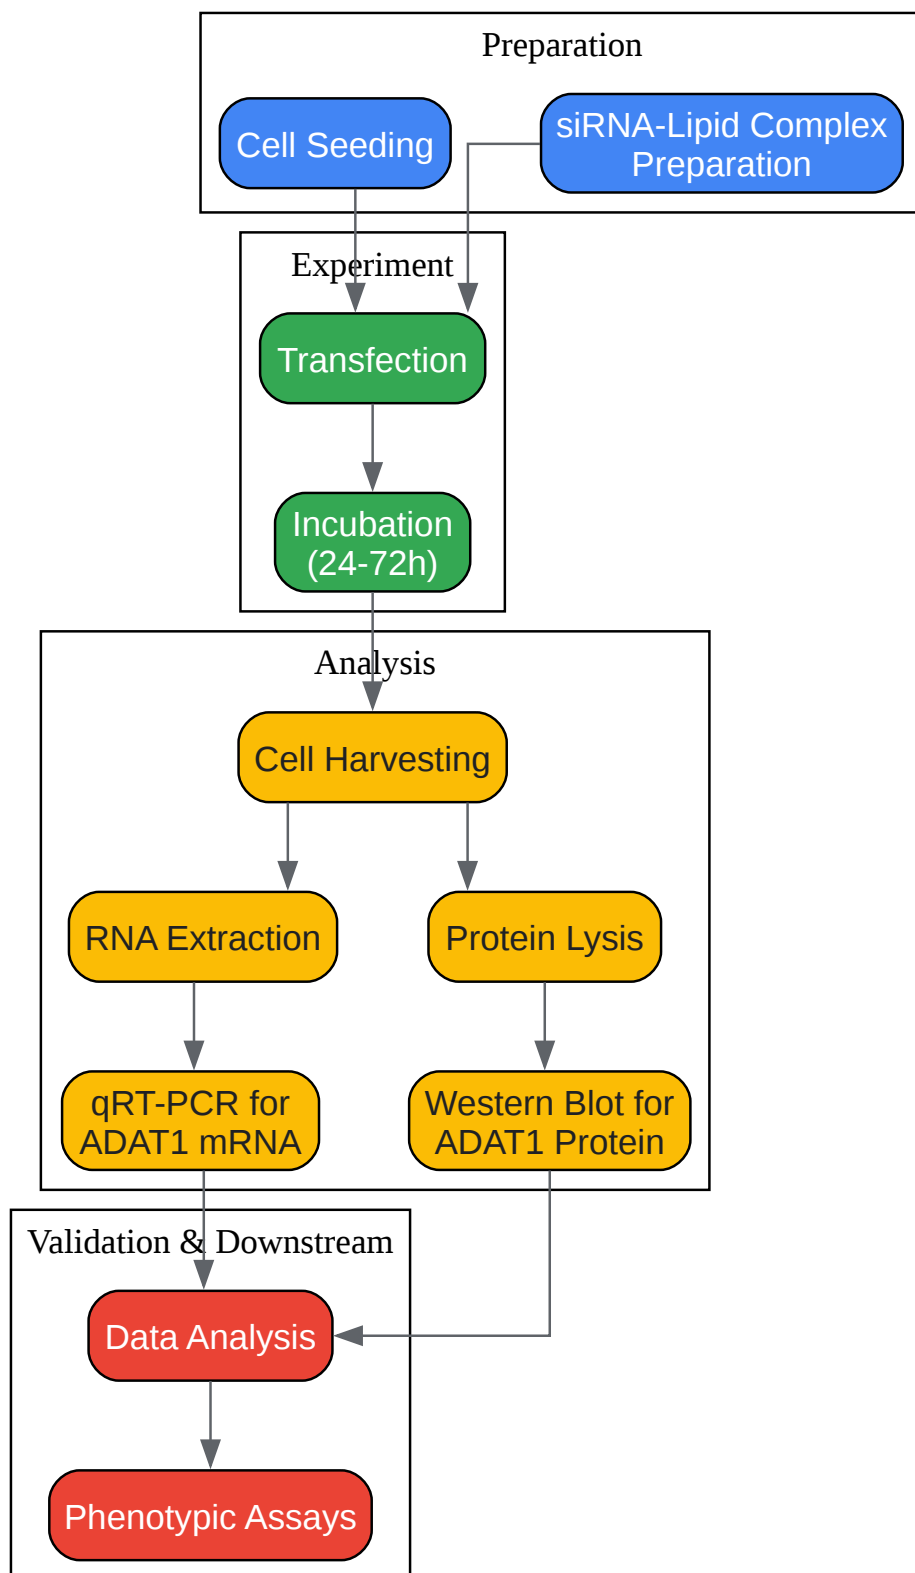 Preparation
Cell Seeding
siRNA-Lipid Complex
Preparation
Experiment
Transfection
Incubation
(24-72h)
Analysis
Cell Harvesting
RNA Extraction
Protein Lysis
qRT-PCR for
ADAT1 mRNA
Western Blot for
ADAT1 Protein
Validation & Downstream
Data Analysis
Phenotypic Assays